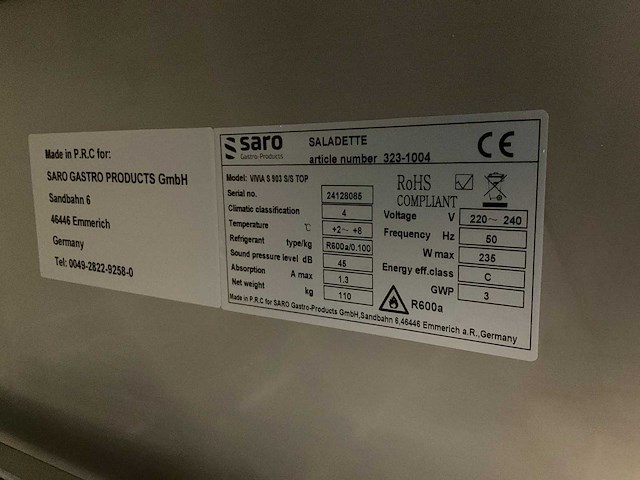 Made in P.R.C for:
SARO GASTRO PRODUCTS GmbH
Sandbahn 6
46446 Emmerich
Germany
Tel: 0049-2822-9258-0
saro
Gastro-Products
SALADETTE
article number 323-1004
CE
Model: VIVIA S 903 S/S TOP
RoHS
COMPLIANT
Serial no. 24128085
Climatic classification 4
Temperature ℃ +2~ +8
Refrigerant type/kg R600a/0.100
Sound pressure level dB 45
Absorption A max 1.3
Net weight kg 110
Voltage V 220~ 240
Frequency Hz 50
W max 235
Energy eff.class C
GWP 3
R600a
Made in P.R.C for SARO Gastro-Products GmbH,Sandbahn 6,46446 Emmerich a.R.,Germany